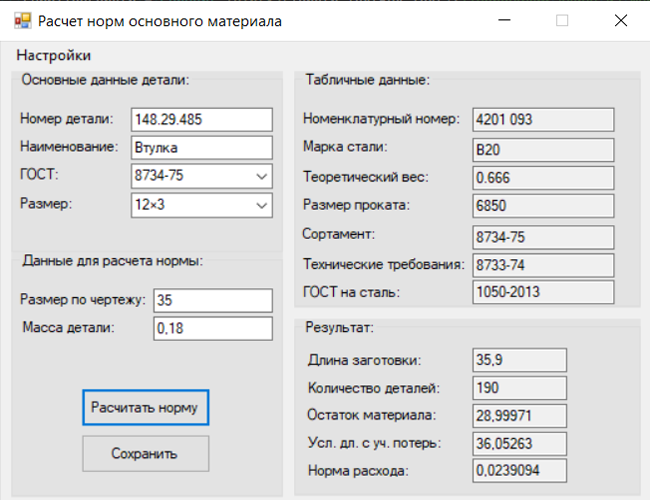 Расчет норм основного материала
Настройки
Основные данные детали:
Номер детали: 148.29.485
Наименование: Втулка
ГОСТ: 8734-75
Размер: 12×3
Данные для расчета нормы:
Размер по чертежу: 35
Масса детали: 0,18
Расчитать норму
Сохранить
Табличные данные:
Номенклатурный номер: 4201 093
Марка стали: В20
Теоретический вес: 0.666
Размер проката: 6850
Сортамент: 8734-75
Технические требования: 8733-74
ГОСТ на сталь: 1050-2013
Результат:
Длина заготовки: 35,9
Количество деталей: 190
Остаток материала: 28,99971
Усл. дл. с уч. потерь: 36,05263
Норма расхода: 0,0239094